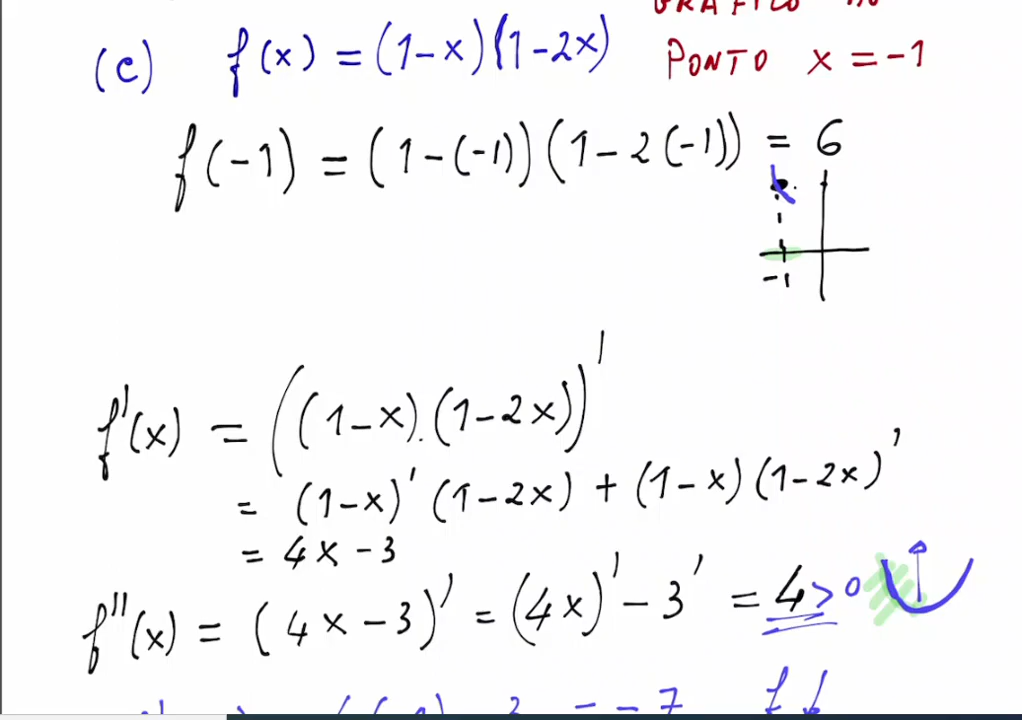 (e) f(x) = (1-x)(1-2x) PONTO x = -1
f(-1) = (1-(-1))(1-2(-1)) = 6
-1
f'(x) = ((1-x).(1-2x))'
= (1-x)'(1-2x) + (1-x)(1-2x)'
= 4x - 3
f''(x) = (4x-3)' = (4x)' - 3' = 4 > 0